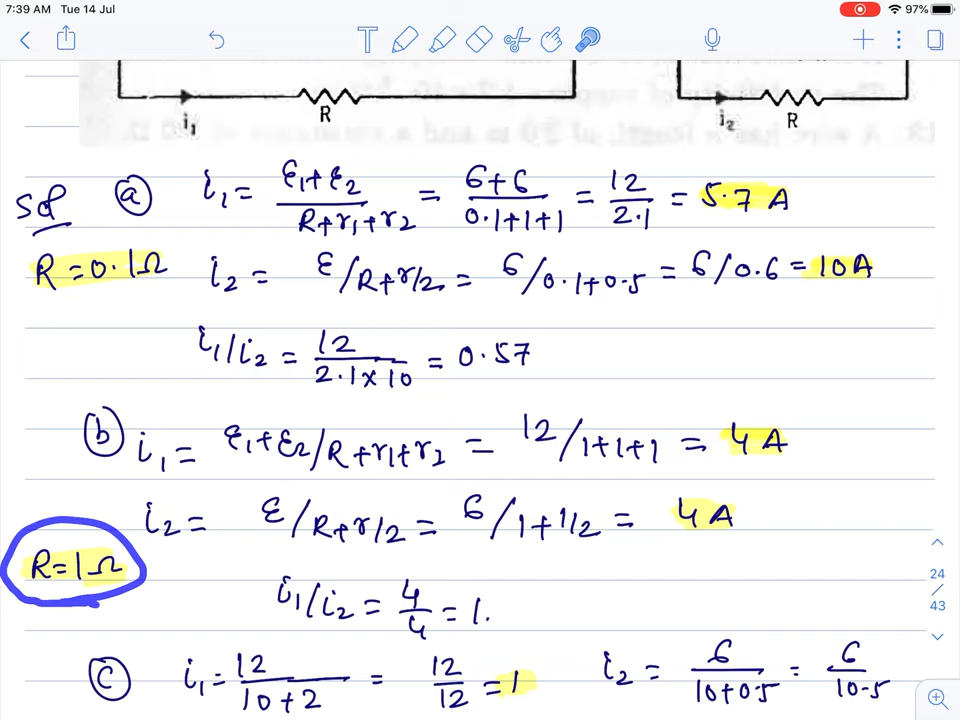 7:39 AM Tue 14 Jul 97%
i₁ R i₂ R
Sol (a) i₁ = ε₁+ε₂ / R+r₁+r₂ = 6+6 / 0.1+1+1 = 12 / 2.1 = 5.7 A
R = 0.1Ω i₂ = ε/R+r/2 = 6/0.1+0.5 = 6/0.6 = 10A
i₁/i₂ = 12 / 2.1×10 = 0.57
(b) i₁ = ε₁+ε₂/R+r₁+r₂ = 12/1+1+1 = 4 A
i₂ = ε/R+r/2 = 6/1+1/2 = 4 A
R=1Ω
i₁/i₂ = 4/4 = 1.
(c) i₁ = 12 / 10+2 = 12 / 12 = 1 i₂ = 6 / 10+0.5 = 6 / 10.5
24
/
43